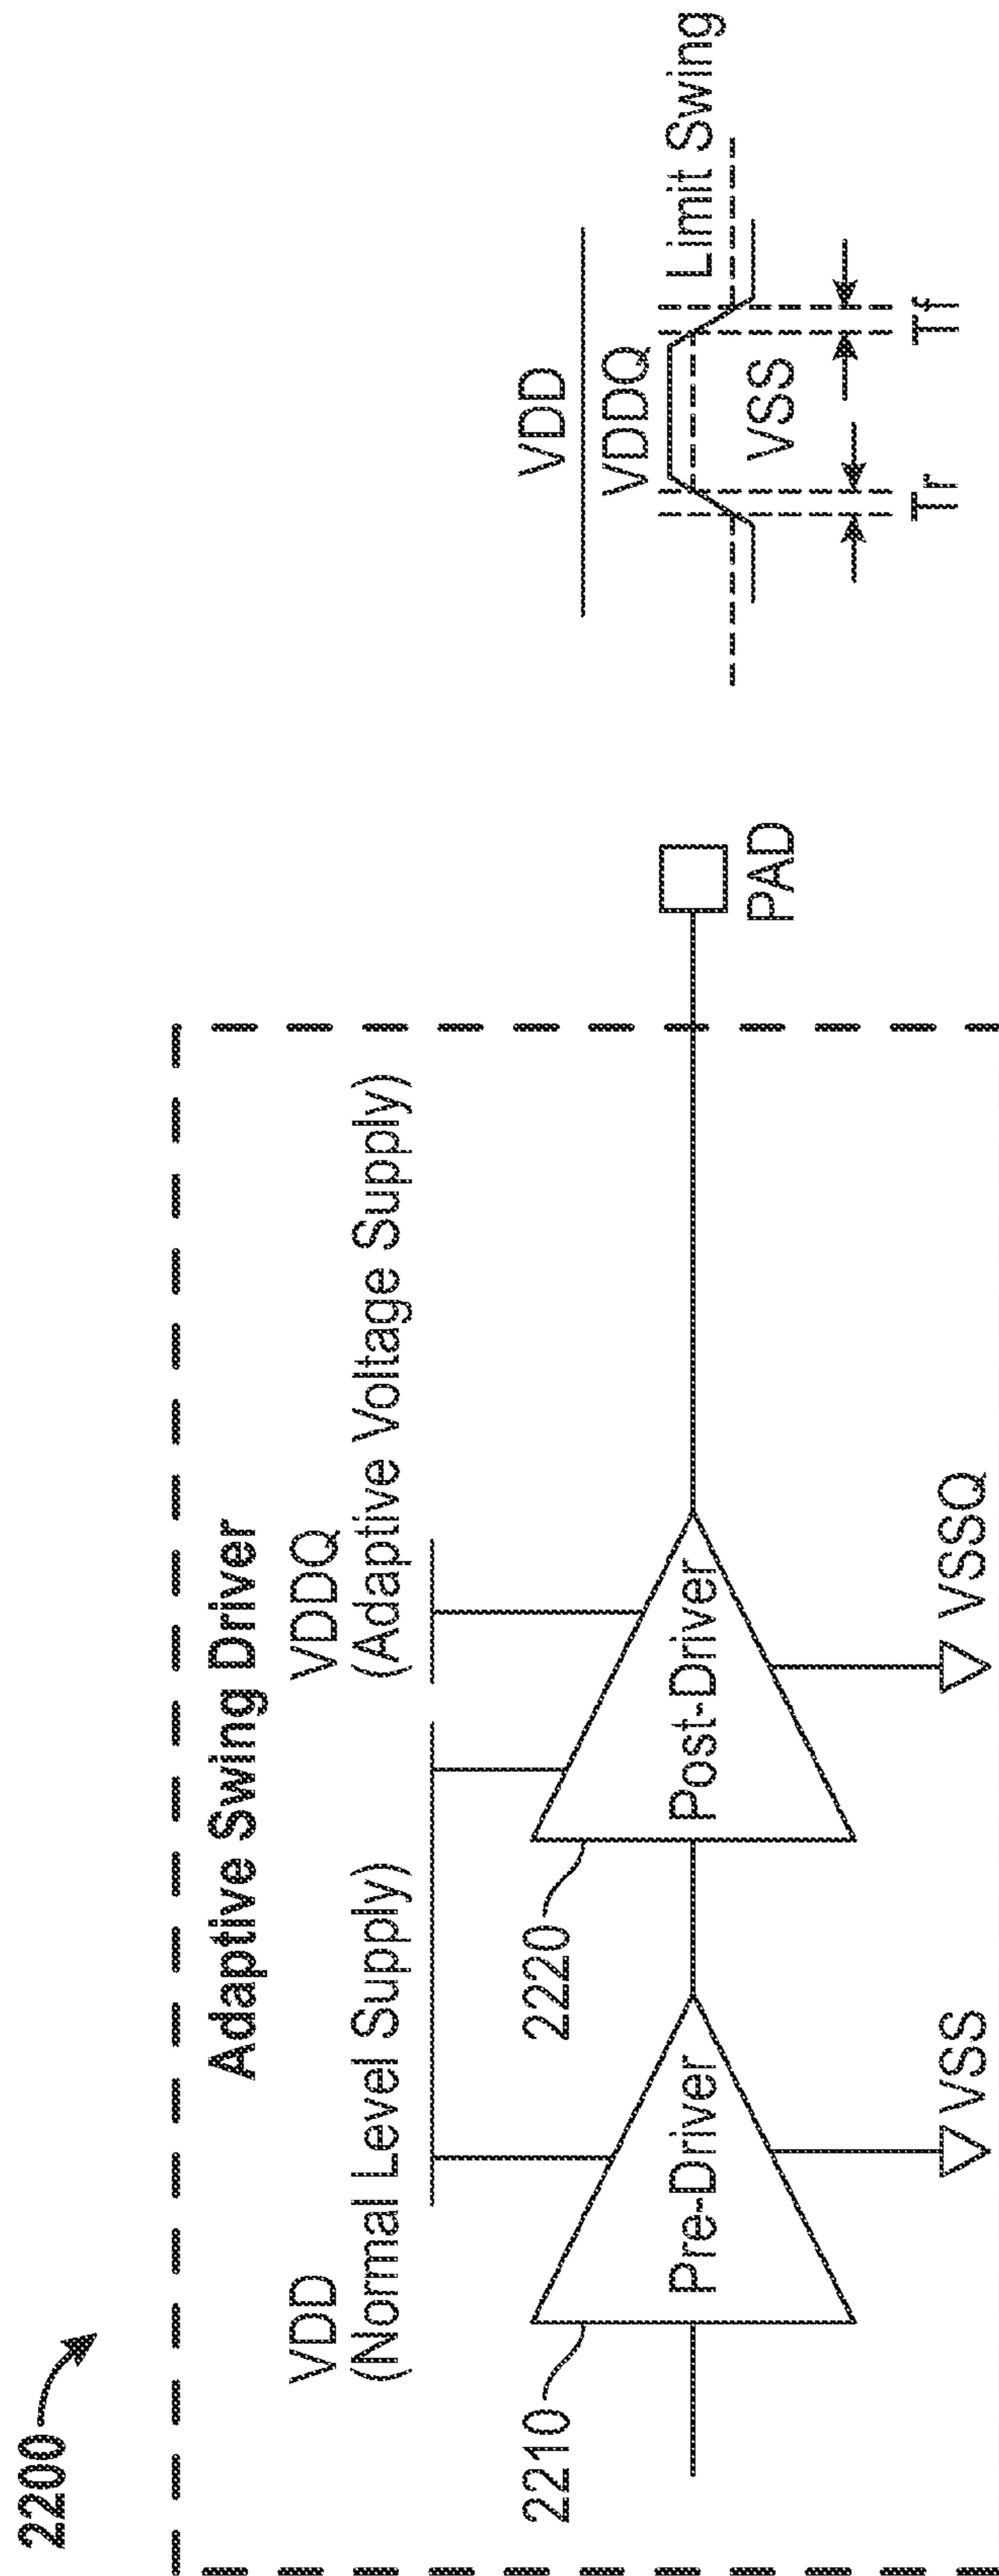 2200
Adaptive Swing Driver
VDD
(Normal Level Supply)
VDDQ
(Adaptive Voltage Supply)
2210
Pre-Driver
2220
Post-Driver
VSS
VSSQ
PAD
VDD
VDDQ
Limit Swing
VSS
Tr
Tf